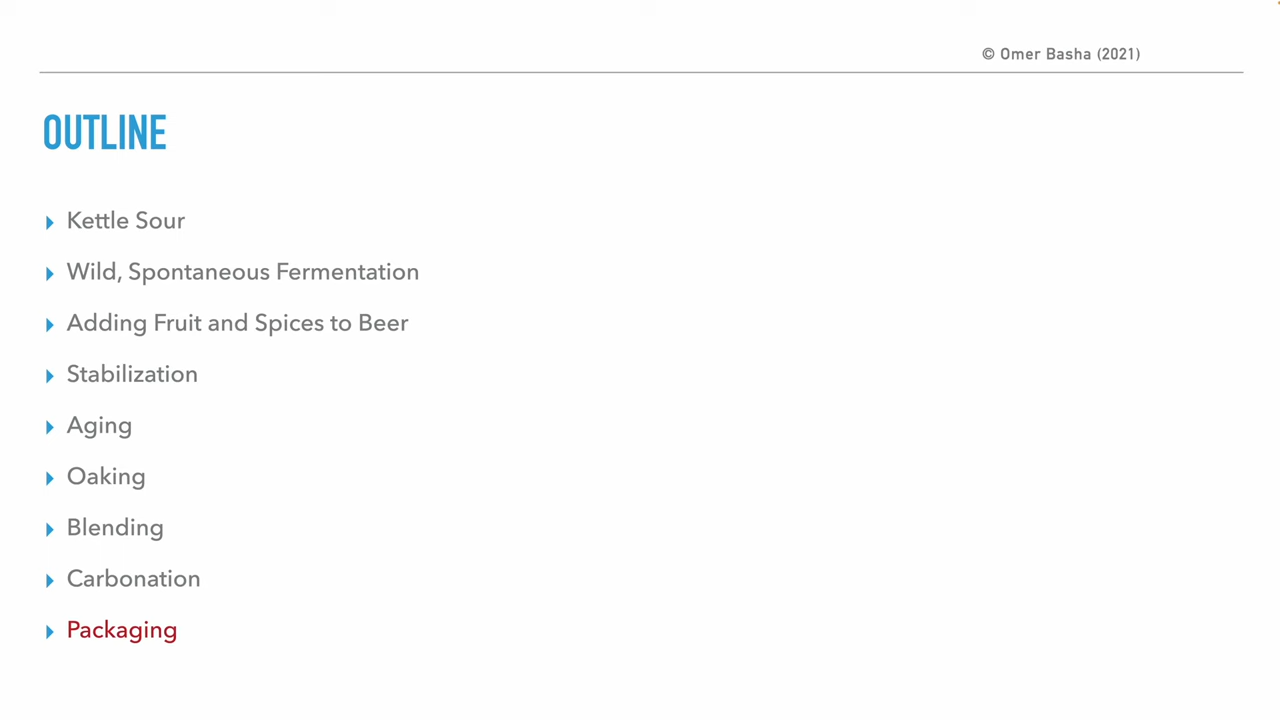 © Omer Basha (2021)
OUTLINE
Kettle Sour
Wild, Spontaneous Fermentation
Adding Fruit and Spices to Beer
Stabilization
Aging
Oaking
Blending
Carbonation
Packaging